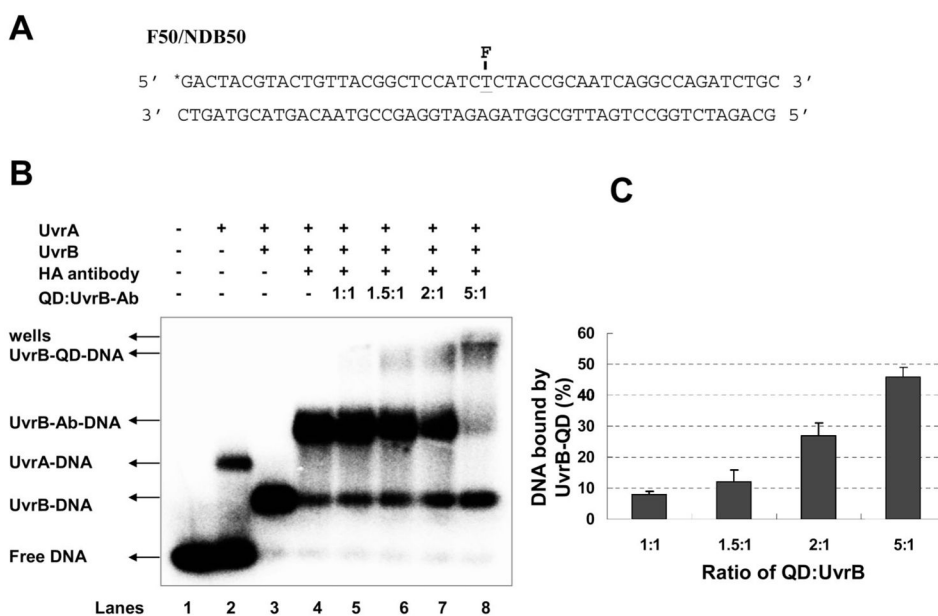 A
F50/NDB50
F
5′ *GACTACGTACTGTTACGGCTCCATCTCTACCGCAATCAGGCCAGATCTGC 3′
3′ CTGATGCATGACAATGCCGAGGTAGAGATGGCGTTAGTCCGGTCTAGACG 5′
B
UvrA - + + + + + + +
UvrB - - + + + + + +
HA antibody - - - + + + + +
QD:UvrB-Ab - - - - 1:1 1.5:1 2:1 5:1
wells
UvrB-QD-DNA
UvrB-Ab-DNA
UvrA-DNA
UvrB-DNA
Free DNA
Lanes 1 2 3 4 5 6 7 8
C
DNA bound by
UvrB-QD (%)
60
50
40
30
20
10
0
1:1 1.5:1 2:1 5:1
Ratio of QD:UvrB